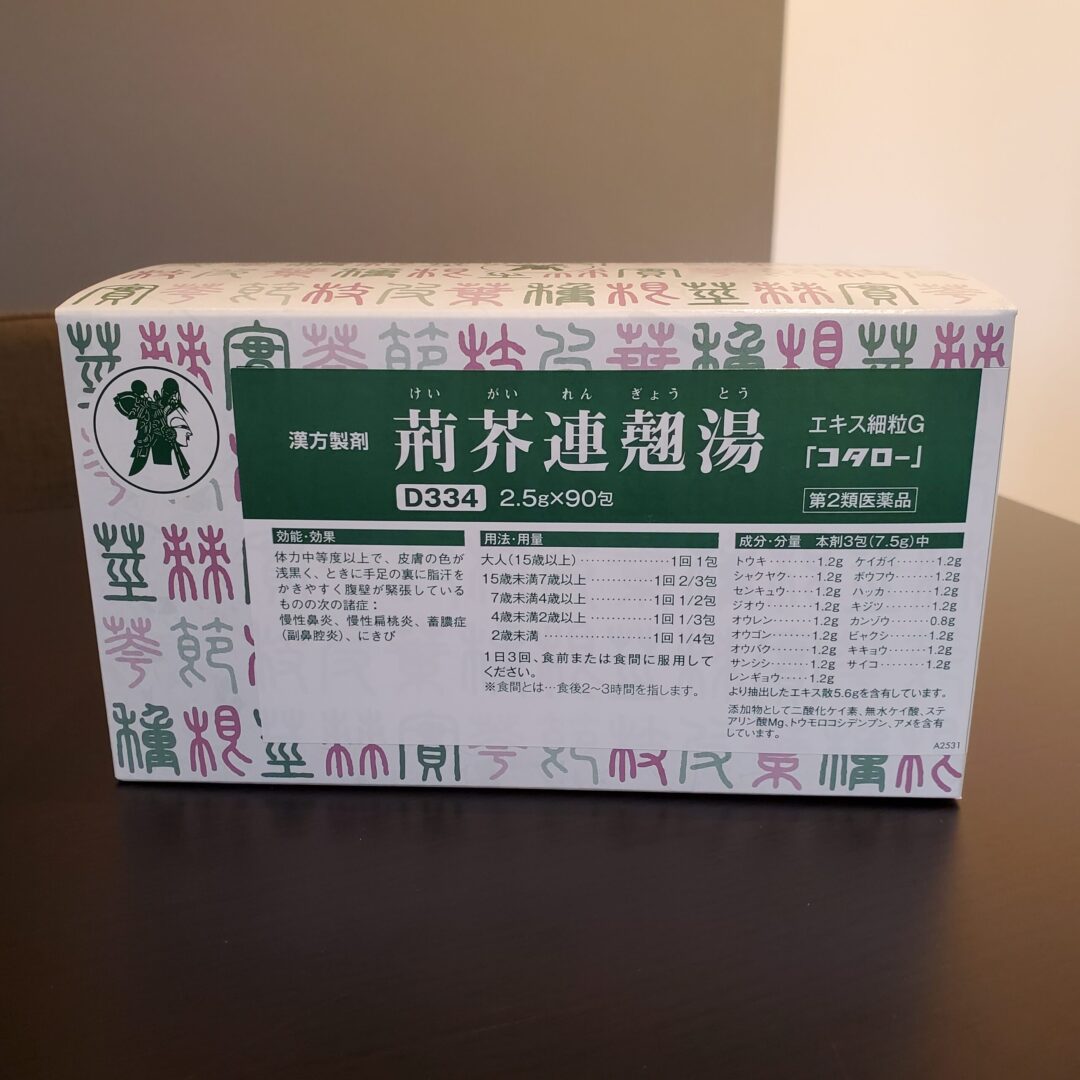 けい がい れん ぎょう とう
漢方製剤 荊芥連翹湯 エキス細粒G
「コタロー」
D334 2.5g×90包 第2類医薬品
効能・効果
体力中等度以上で、皮膚の色が
浅黒く、ときに手足の裏に脂汗を
かきやすく腹壁が緊張している
ものの次の諸症:
慢性鼻炎、慢性扁桃炎、蓄膿症
(副鼻腔炎)、にきび
用法・用量
大人(15歳以上)………………1回 1包
15歳未満7歳以上…………1回 2/3包
7歳未満4歳以上…………1回 1/2包
4歳未満2歳以上…………1回 1/3包
2歳未満…………………1回 1/4包
1日3回、食前または食間に服用して
ください。
※食間とは…食後2〜3時間を指します。
成分・分量 本剤3包(7.5g)中
トウキ………1.2g ケイガイ……1.2g
シャクヤク…1.2g ボウフウ……1.2g
センキュウ…1.2g ハッカ………1.2g
ジオウ………1.2g キジツ………1.2g
オウレン……1.2g カンゾウ……0.8g
オウゴン……1.2g ビャクシ……1.2g
オウバク……1.2g キキョウ……1.2g
サンシシ……1.2g サイコ………1.2g
レンギョウ…1.2g
より抽出したエキス散5.6gを含有しています。
添加物として二酸化ケイ素、無水ケイ酸、ステ
アリン酸Mg、トウモロコシデンプン、アメを含有
しています。
A2531